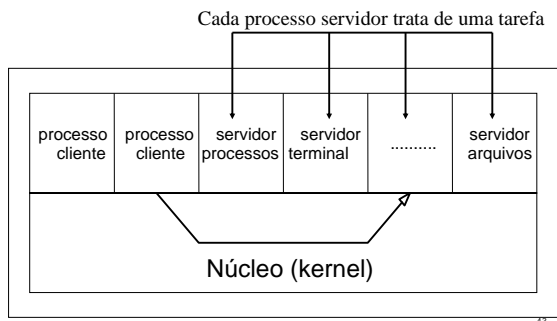 Cada processo servidor trata de uma tarefa
processo cliente
processo cliente
servidor processos
servidor terminal
..........
servidor arquivos
Núcleo (kernel)
43